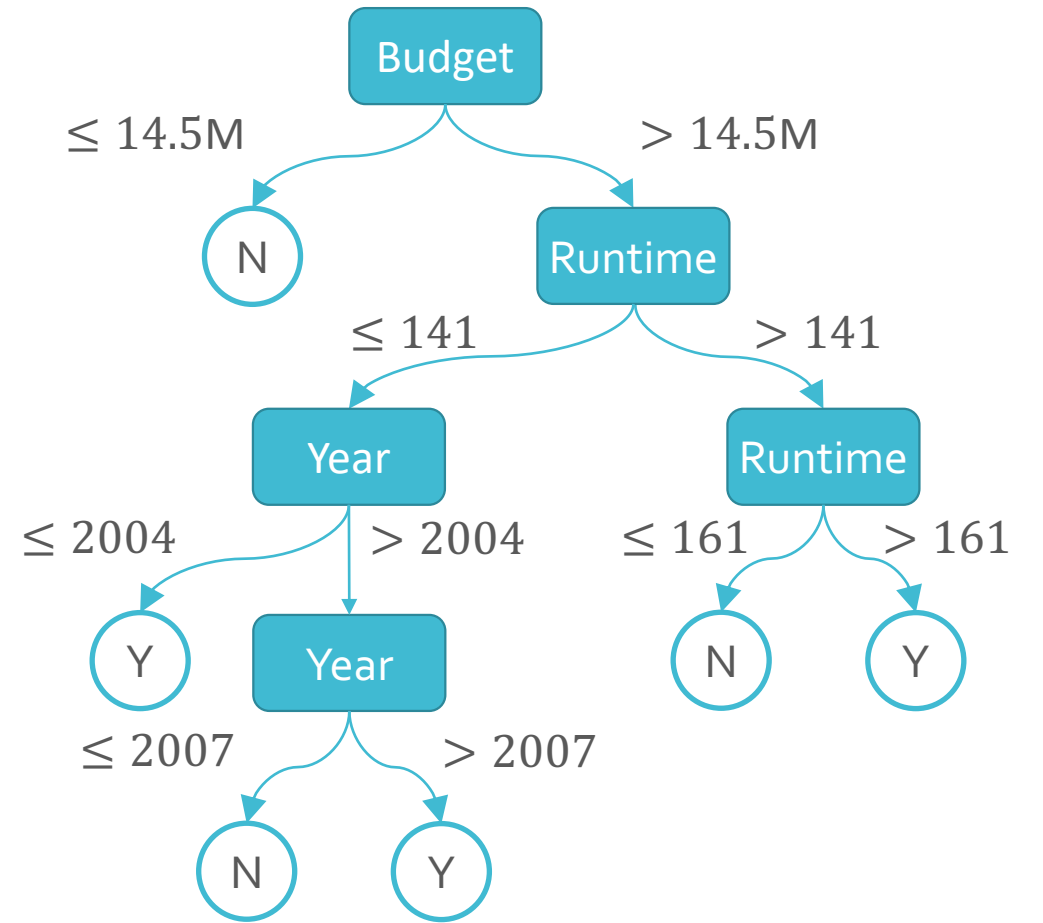 Budget
≤ 14.5M
> 14.5M
N
Runtime
≤ 141
> 141
Year
Runtime
≤ 2004
> 2004
≤ 161
> 161
Y
Year
N
Y
≤ 2007
> 2007
N
Y